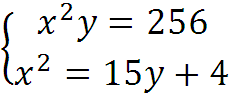 x²y = 256
x² = 15y + 4